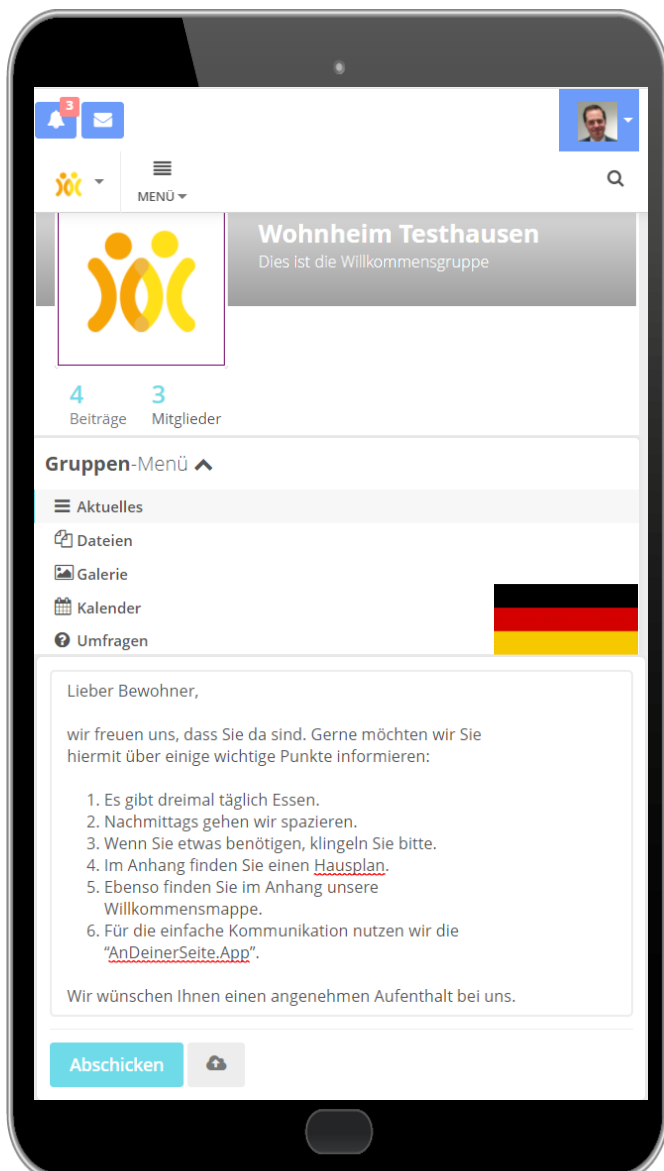 3
MENÜ
Wohnheim Testhausen
Dies ist die Willkommensgruppe
4 3
Beiträge Mitglieder
Gruppen-Menü
Aktuelles
Dateien
Galerie
Kalender
Umfragen
Lieber Bewohner,
wir freuen uns, dass Sie da sind. Gerne möchten wir Sie
hiermit über einige wichtige Punkte informieren:
1. Es gibt dreimal täglich Essen.
2. Nachmittags gehen wir spazieren.
3. Wenn Sie etwas benötigen, klingeln Sie bitte.
4. Im Anhang finden Sie einen Hausplan.
5. Ebenso finden Sie im Anhang unsere
Willkommensmappe.
6. Für die einfache Kommunikation nutzen wir die
“AnDeinerSeite.App”.
Wir wünschen Ihnen einen angenehmen Aufenthalt bei uns.
Abschicken